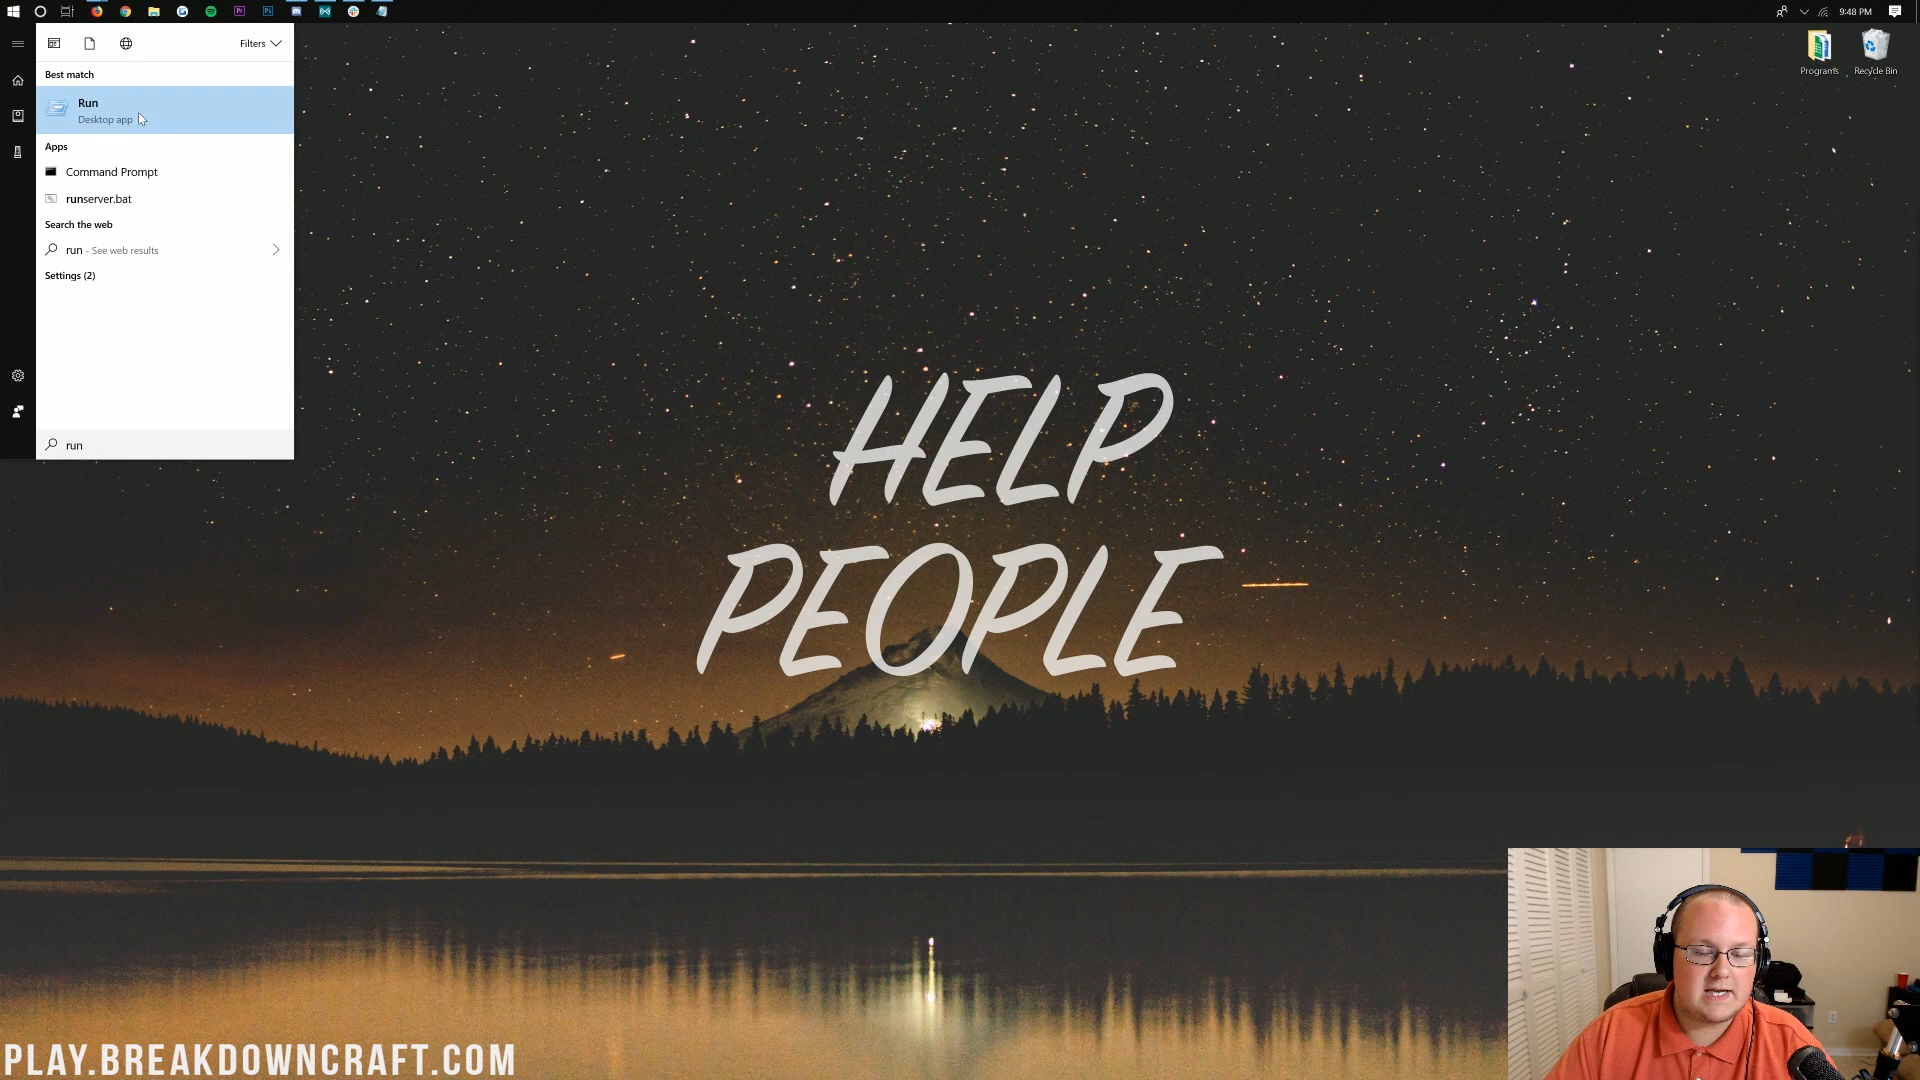 9:48 PM
Filters
Best match
Run
Desktop app
Apps
Command Prompt
runserver.bat
Search the web
run - See web results
Settings (2)
run
Programs
Recycle Bin
HELP
PEOPLE
PLAY.BREAKDOWNCRAFT.COM